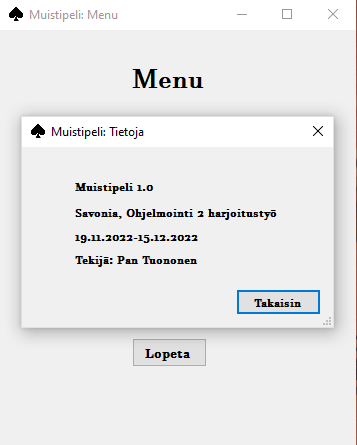 Muistipeli: Menu
Menu
Muistipeli: Tietoja
Muistipeli 1.0
Savonia, Ohjelmointi 2 harjoitustyö
19.11.2022-15.12.2022
Tekijä: Pan Tuononen
Takaisin
Lopeta